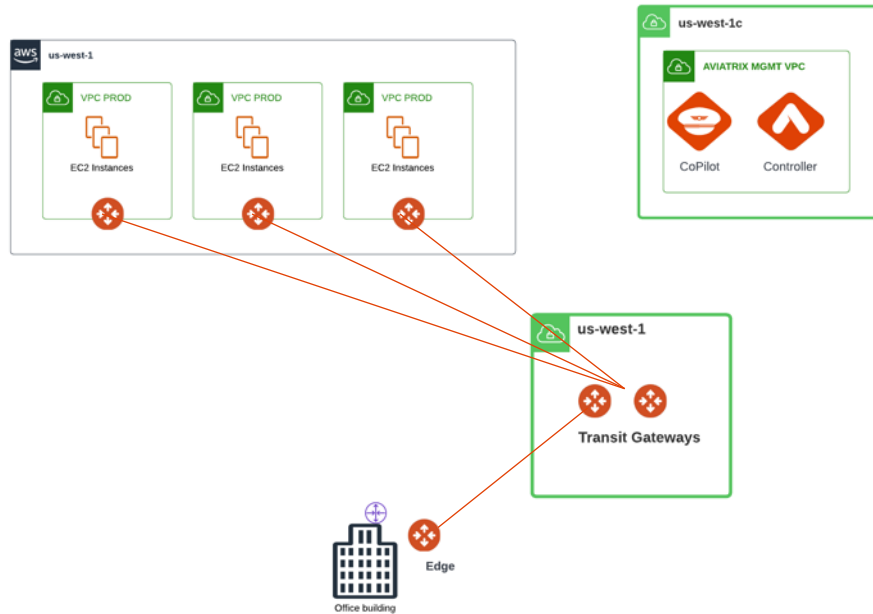 aws
us-west-1
VPC PROD
EC2 Instances
VPC PROD
EC2 Instances
VPC PROD
EC2 Instances
us-west-1c
AVIATRIX MGMT VPC
CoPilot
Controller
us-west-1
Transit Gateways
Edge
Office building